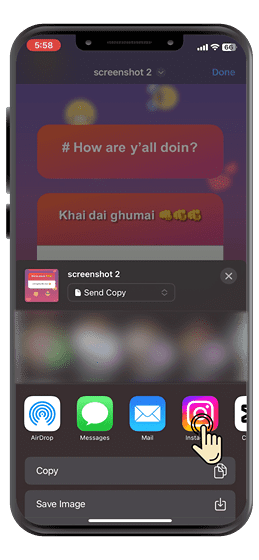 5:58
66
screenshot 2
Done
# How are y'all doin?
Khai dai ghumai 👊👊👊
screenshot 2
Send Copy
AirDrop
Messages
Mail
Copy
Save Image